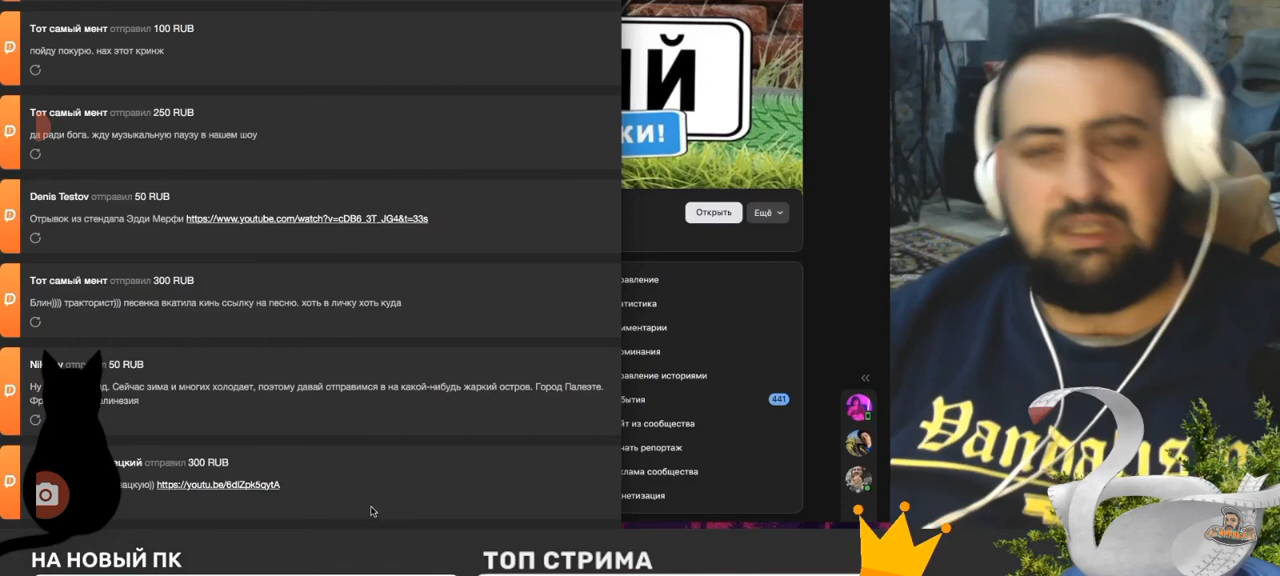 Тот самый мент отправил 100 RUB
пойду покурю. нах этот кринж
Тот самый мент отправил 250 RUB
да ради бога. жду музыкальную паузу в нашем шоу
Denis Testov отправил 50 RUB
Отрывок из стендапа Эдди Мерфи https://www.youtube.com/watch?v=cDB6_3T_JG4&t=33s
Тот самый мент отправил 300 RUB
Блин)))) тракторист))) песенка вкатила кинь ссылку на песню. хоть в личку хоть куда
50 RUB
Сейчас зима и многих холодает, поэтому давай отправимся в на какой-нибудь жаркий остров. Город Палеэте.
отправил 300 RUB
https://youtu.be/6dlZpk5qytA
НА НОВЫЙ ПК
ТОП СТРИМА
Й
КИ!
Открыть
Ещё
равление
атистика
мментарии
оминания
равление историями
бытия
441
йт из сообщества
чать репортаж
клама сообщества
нетизация
Vandal